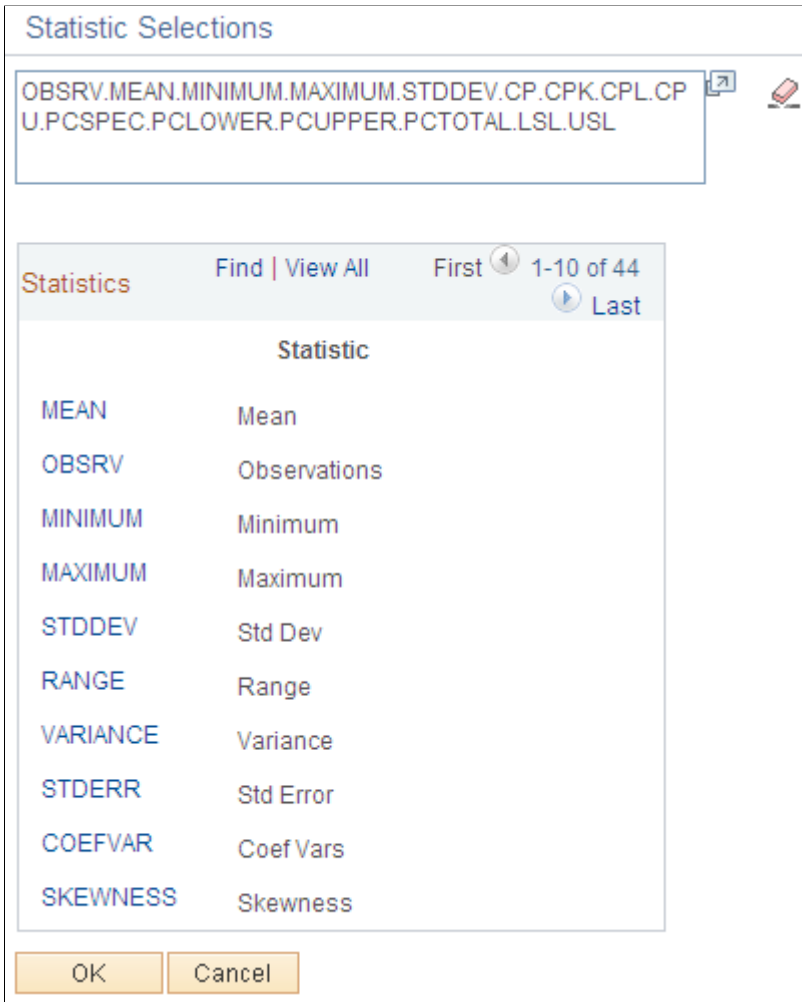 Statistic Selections
OBSRV.MEAN.MINIMUM.MAXIMUM.STDDEV.CP.CPK.CPL.CP
U.PCSPEC.PCLOWER.PCUPPER.PCTOTAL.LSL.USL
Statistics Find | View All First 1-10 of 44
Last
Statistic
MEAN Mean
OBSRV Observations
MINIMUM Minimum
MAXIMUM Maximum
STDDEV Std Dev
RANGE Range
VARIANCE Variance
STDERR Std Error
COEFVAR Coef Vars
SKEWNESS Skewness
OK Cancel